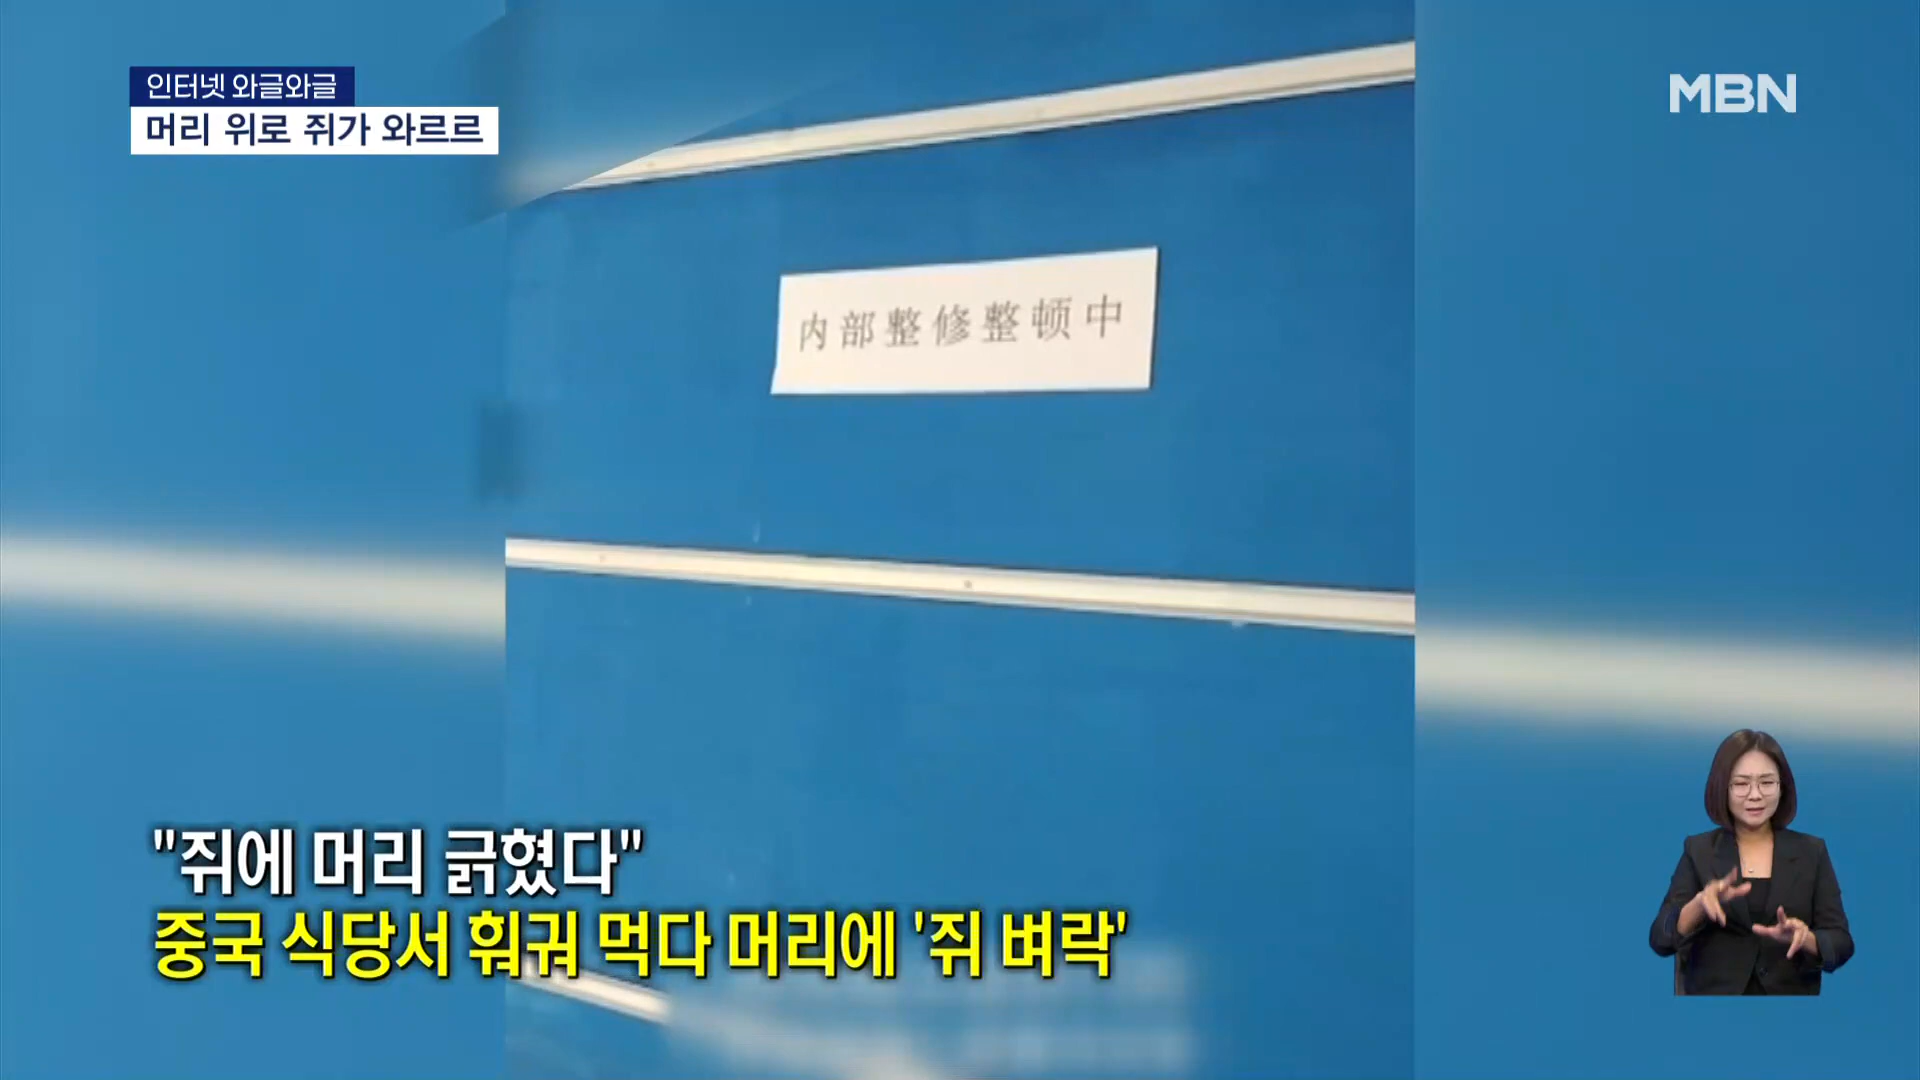 인터넷 와글와글
머리 위로 쥐가 와르르
MBN
内部整修整顿中
"쥐에 머리 긁혔다"
중국 식당서 훠궈 먹다 머리에 '쥐 벼락'